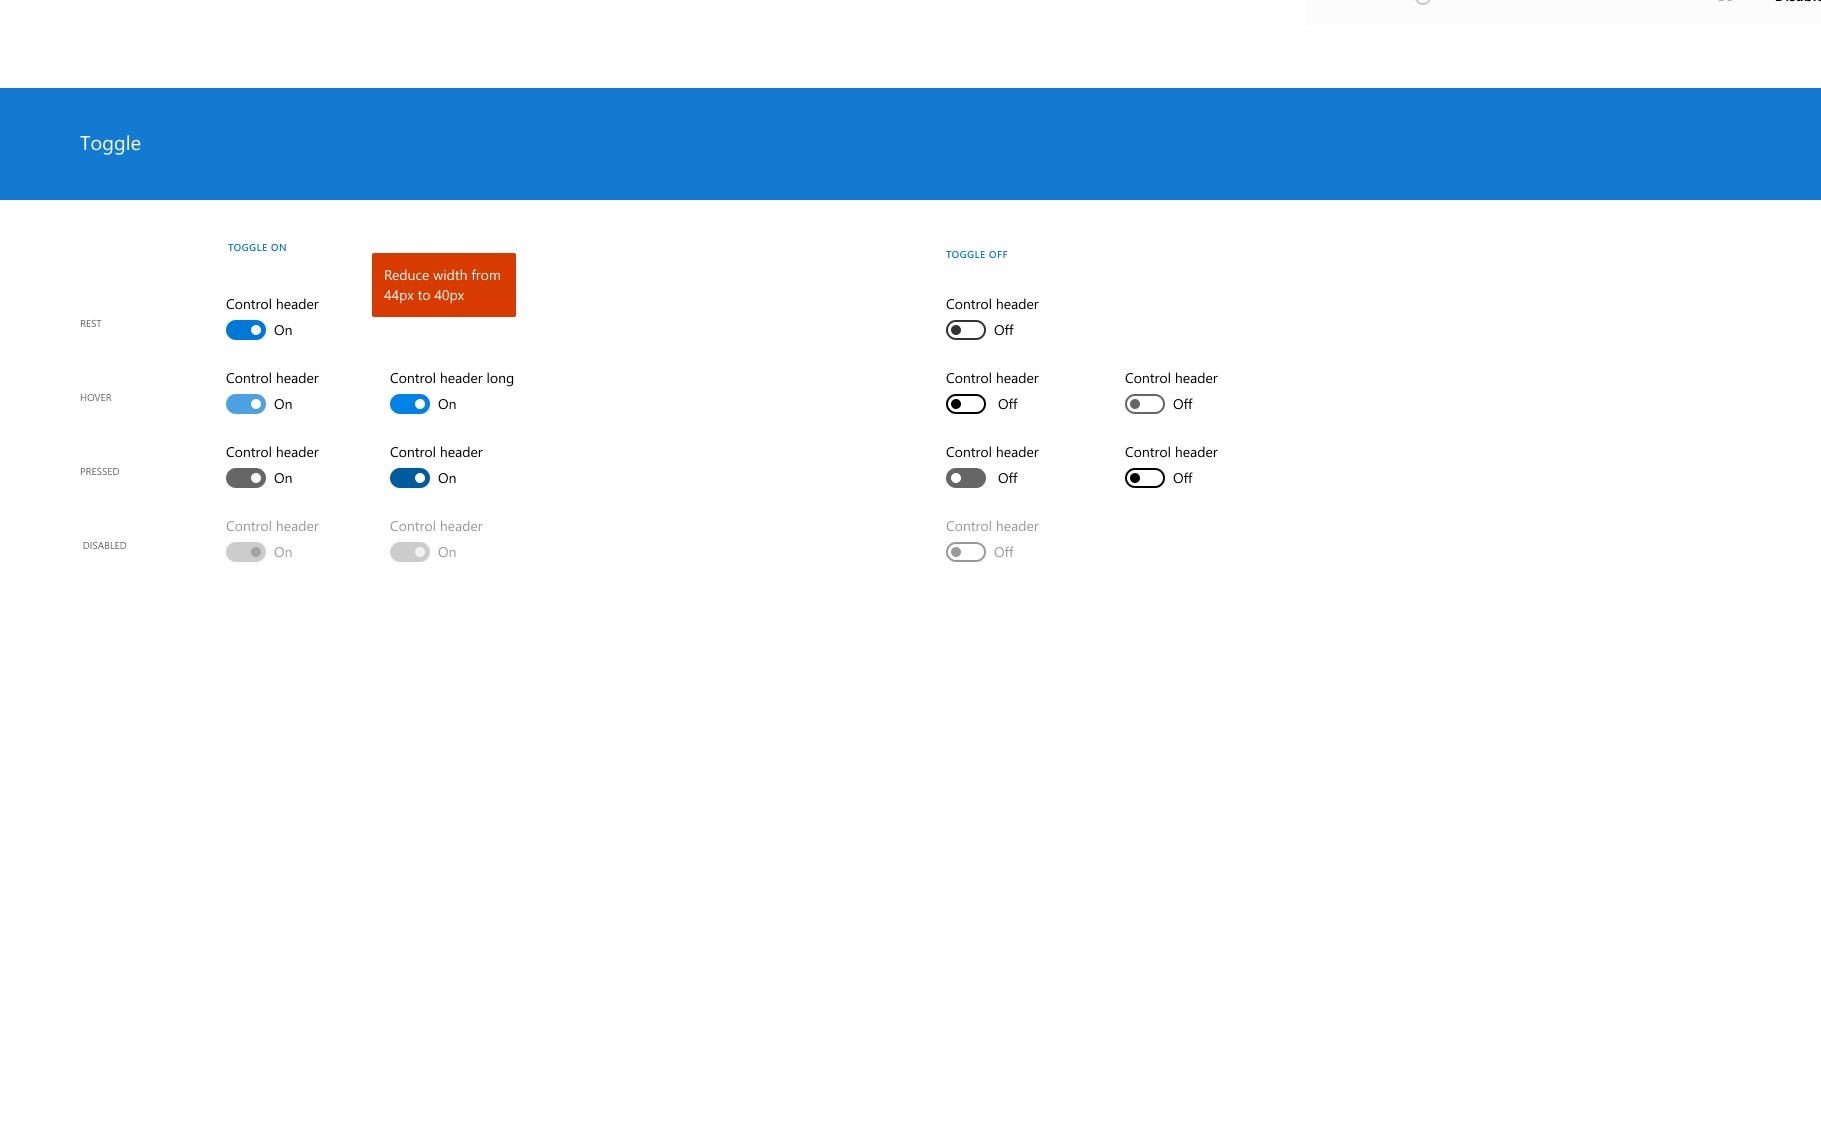 Toggle
TOGGLE ON
TOGGLE OFF
Reduce width from
44px to 40px
REST
Control header
On
Control header
Off
HOVER
Control header
On
Control header long
On
Control header
Off
Control header
Off
PRESSED
Control header
On
Control header
On
Control header
Off
Control header
Off
DISABLED
Control header
On
Control header
On
Control header
Off